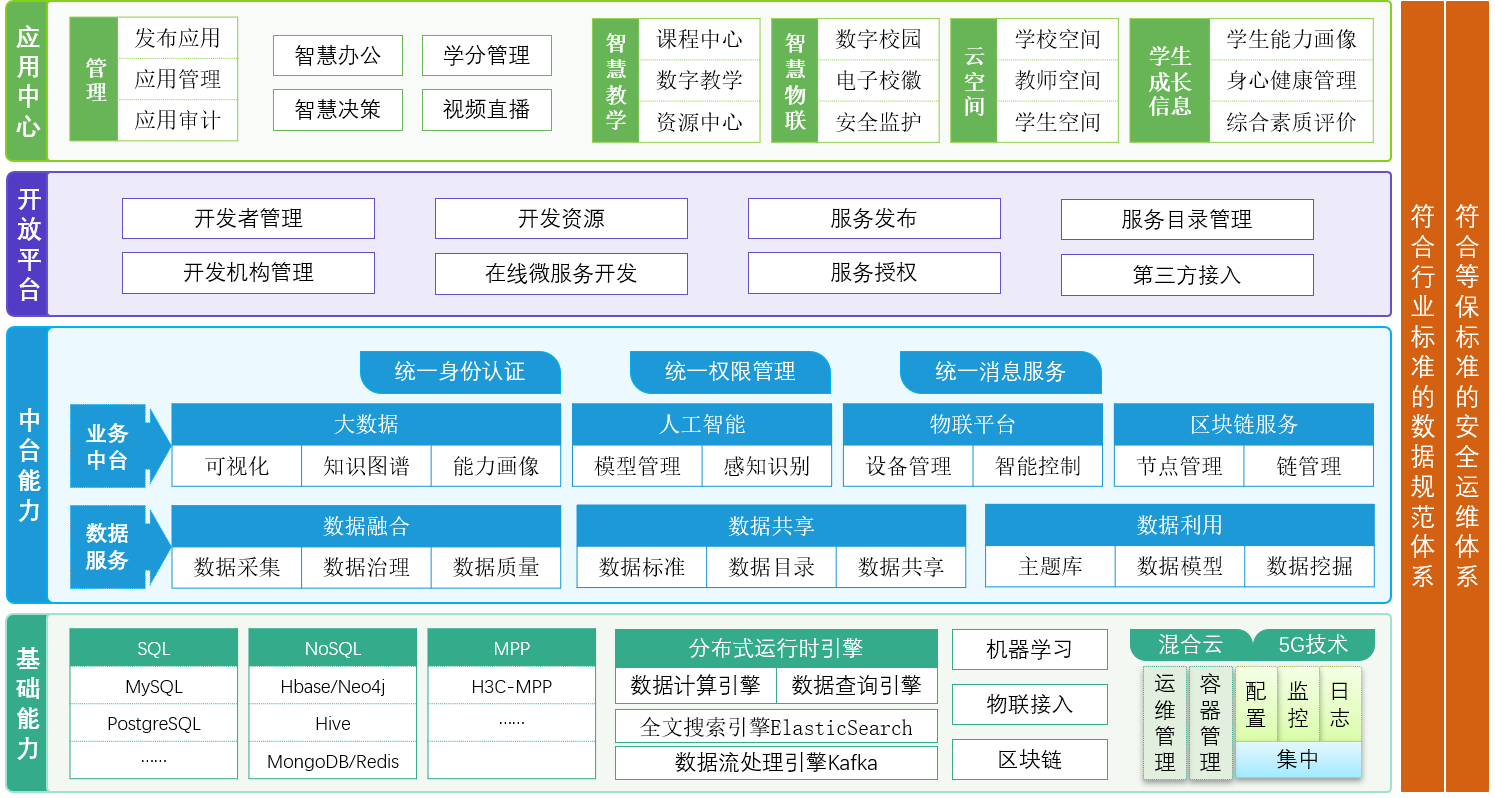 应用中心
管理
发布应用
应用管理
应用审计
智慧办公
学分管理
智慧决策
视频直播
智慧教学
课程中心
数字教学
资源中心
智慧物联
数字校园
电子校徽
安全监护
云空间
学校空间
教师空间
学生空间
学生
成长
信息
学生能力画像
身心健康管理
综合素质评价
开放平台
开发者管理
开发资源
服务发布
服务目录管理
开发机构管理
在线微服务开发
服务授权
第三方接入
中台能力
统一身份认证
统一权限管理
统一消息服务
业务
中台
大数据
可视化
知识图谱
能力画像
人工智能
模型管理
感知识别
物联平台
设备管理
智能控制
区块链服务
节点管理
链管理
数据
服务
数据融合
数据采集
数据治理
数据质量
数据共享
数据标准
数据目录
数据共享
数据利用
主题库
数据模型
数据挖掘
基础能力
SQL
MySQL
PostgreSQL
……
NoSQL
Hbase/Neo4j
Hive
MongoDB/Redis
MPP
H3C-MPP
……
分布式运行时引擎
数据计算引擎
数据查询引擎
全文搜索引擎ElasticSearch
数据流处理引擎Kafka
机器学习
物联接入
区块链
混合云
5G技术
运维管理
容器管理
配置
监控
日志
集中
符合行业标准的数据规范体系
符合等保标准的安全运维体系